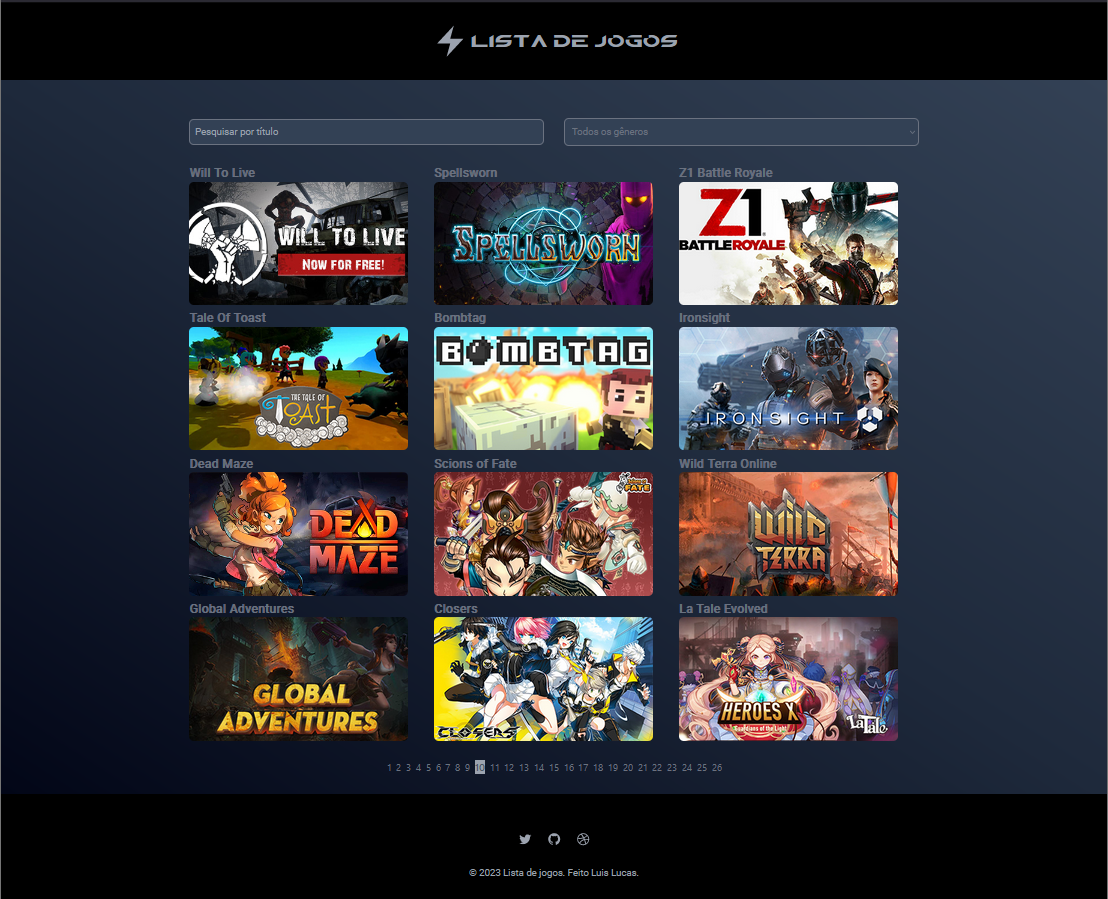 LISTA DE JOGOS
Pesquisar por título
Todos os gêneros
Will To Live
Spellsworn
Z1 Battle Royale
WILL TO LIVE
NOW FOR FREE!
SPELLSWORN
Z1
BATTLEROYALE
Tale Of Toast
Bombtag
Ironsight
THE TALE OF
TOAST
BOMBTAG
IRONSIGHT
Dead Maze
Scions of Fate
Wild Terra Online
DEAD
MAZE
FATE
WILD
TERRA
Global Adventures
Closers
La Tale Evolved
GLOBAL
ADVENTURES
CLOSERS
HEROES X
Guardians of the Light
LaTale
1 2 3 4 5 6 7 8 9 10 11 12 13 14 15 16 17 18 19 20 21 22 23 24 25 26
© 2023 Lista de jogos. Feito Luis Lucas.